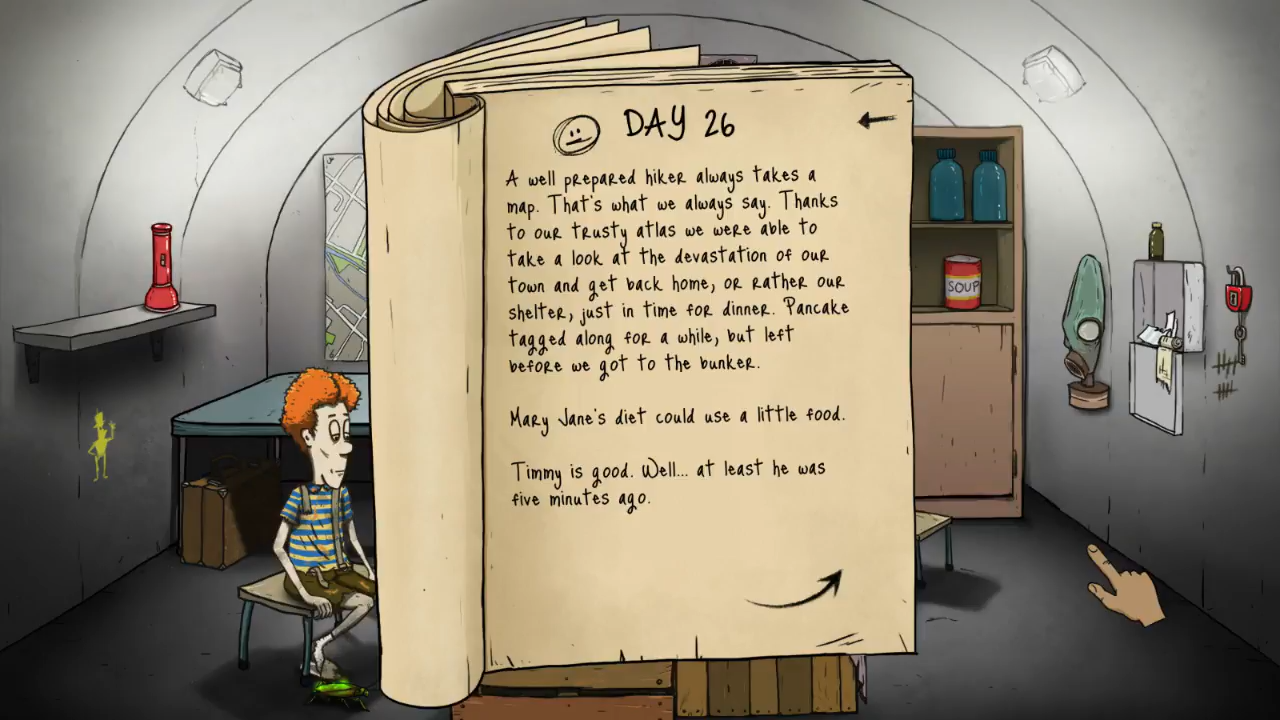 DAY 26
A well prepared hiker always takes a
map. That's what we always say. Thanks
to our trusty atlas we were able to
take a look at the devastation of our
town and get back home, or rather our
shelter, just in time for dinner. Pancake
tagged along for a while, but left
before we got to the bunker.
Mary Jane's diet could use a little food.
Timmy is good. Well... at least he was
five minutes ago.
SOUP